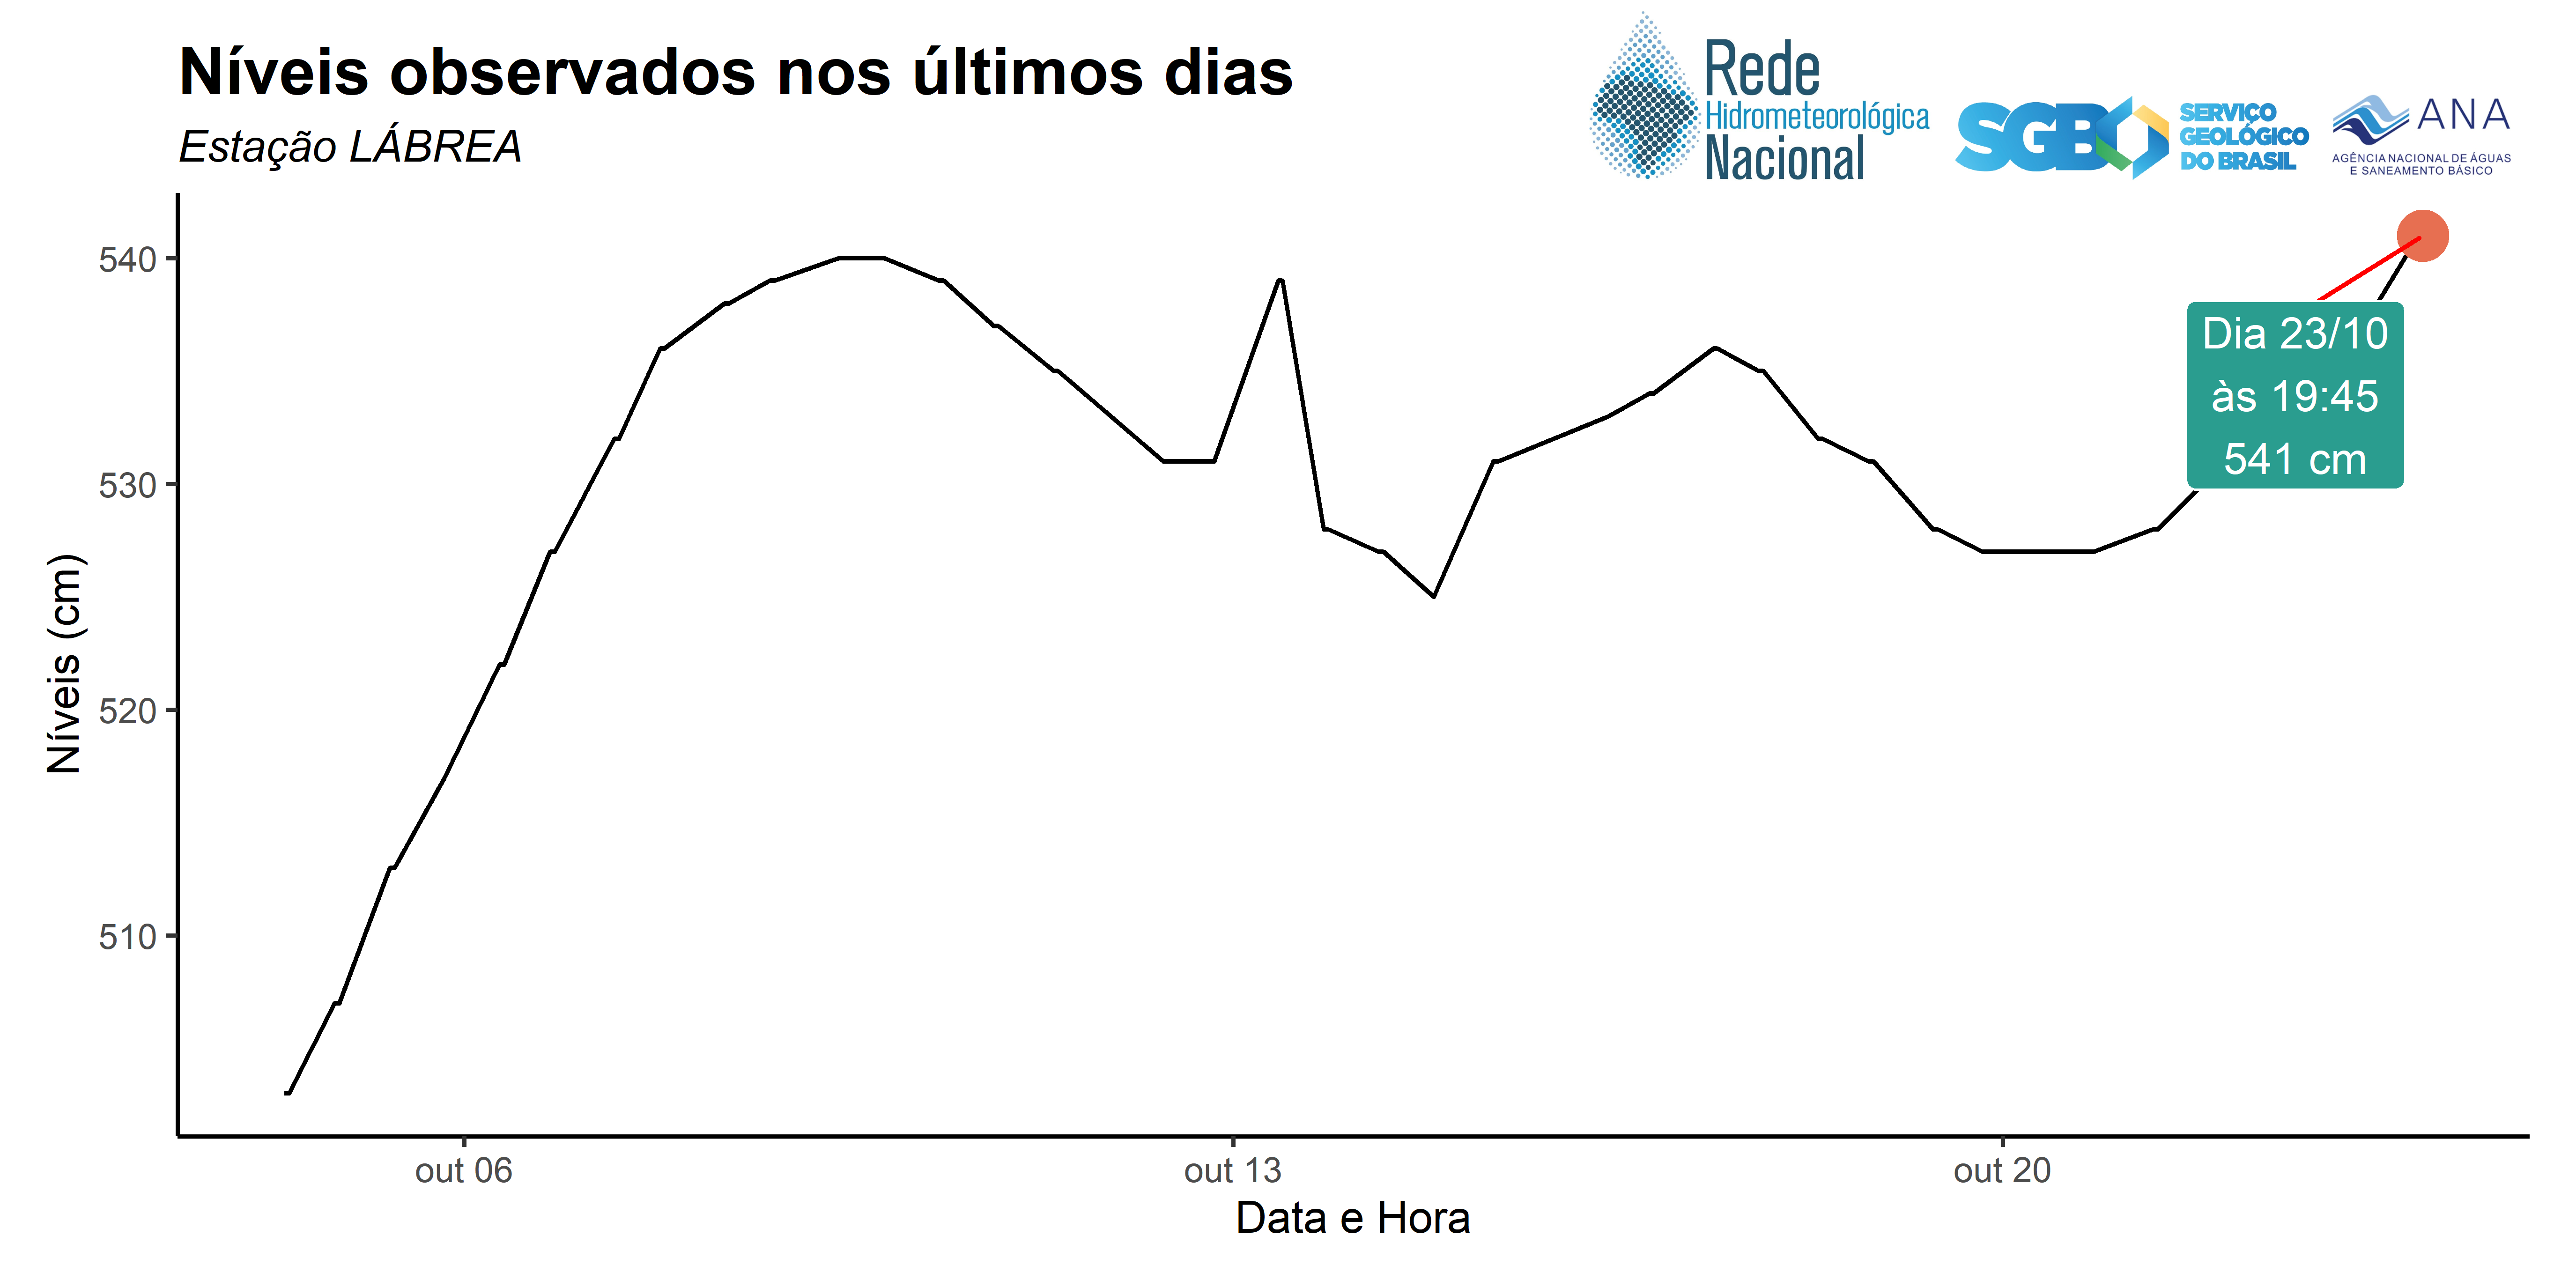 Níveis observados nos últimos dias
Estação LÁBREA
Rede
Hidrometeorológica
Nacional
SGB
SERVIÇO
GEOLÓGICO
DO BRASIL
ANA
AGÊNCIA NACIONAL DE ÁGUAS
E SANEAMENTO BÁSICO
540
530
520
510
Níveis (cm)
Dia 23/10
às 19:45
541 cm
out 06
out 13
out 20
Data e Hora